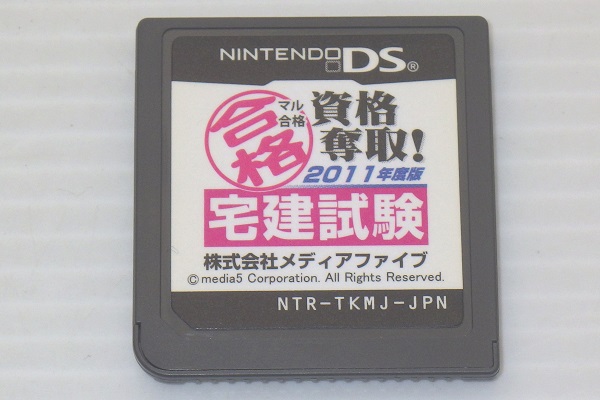 NINTENDO DS®
合格
マル合格
資格奪取!
2011年度版
宅建試験
株式会社メディアファイブ
©media5 Corporation. All Rights Reserved.
NTR-TKMJ-JPN